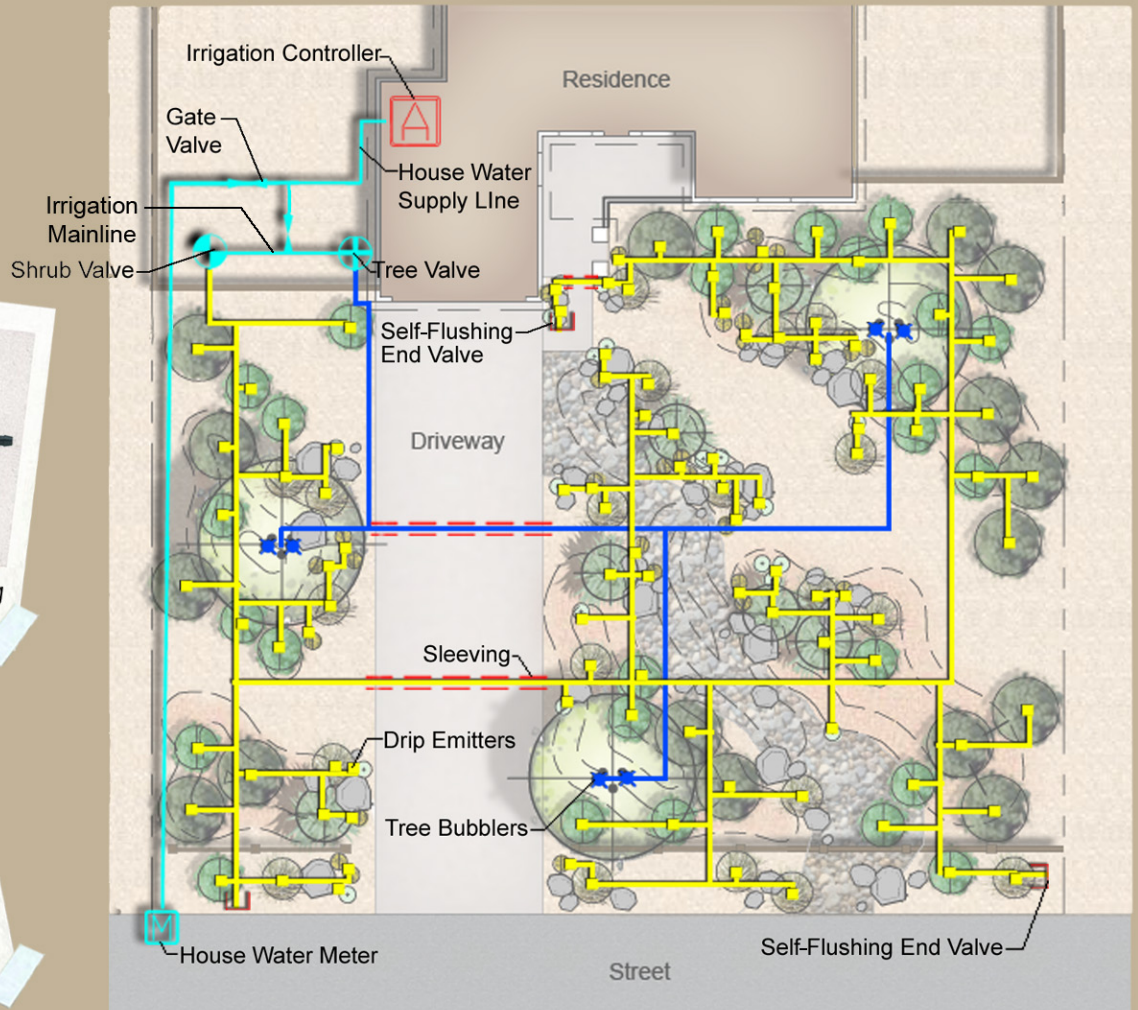 Irrigation Controller
Residence
A
Gate
Valve
House Water
Supply LIne
Irrigation
Mainline
Shrub Valve
Tree Valve
Self-Flushing
End Valve
Driveway
Sleeving
Drip Emitters
Tree Bubblers
M
House Water Meter
Self-Flushing End Valve
Street